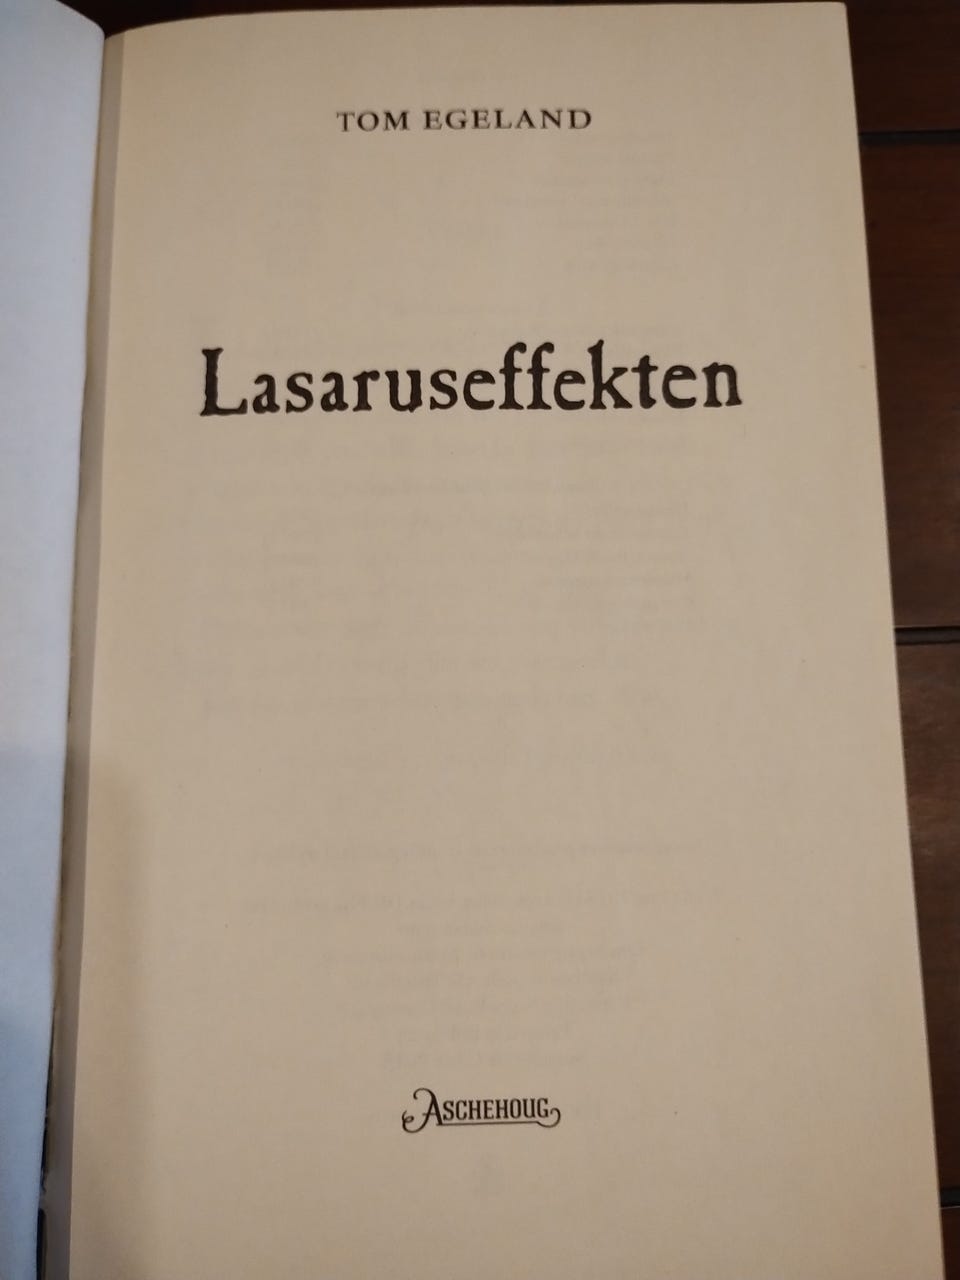 TOM EGELAND
Lasaruseffekten
ASCHEHOUG